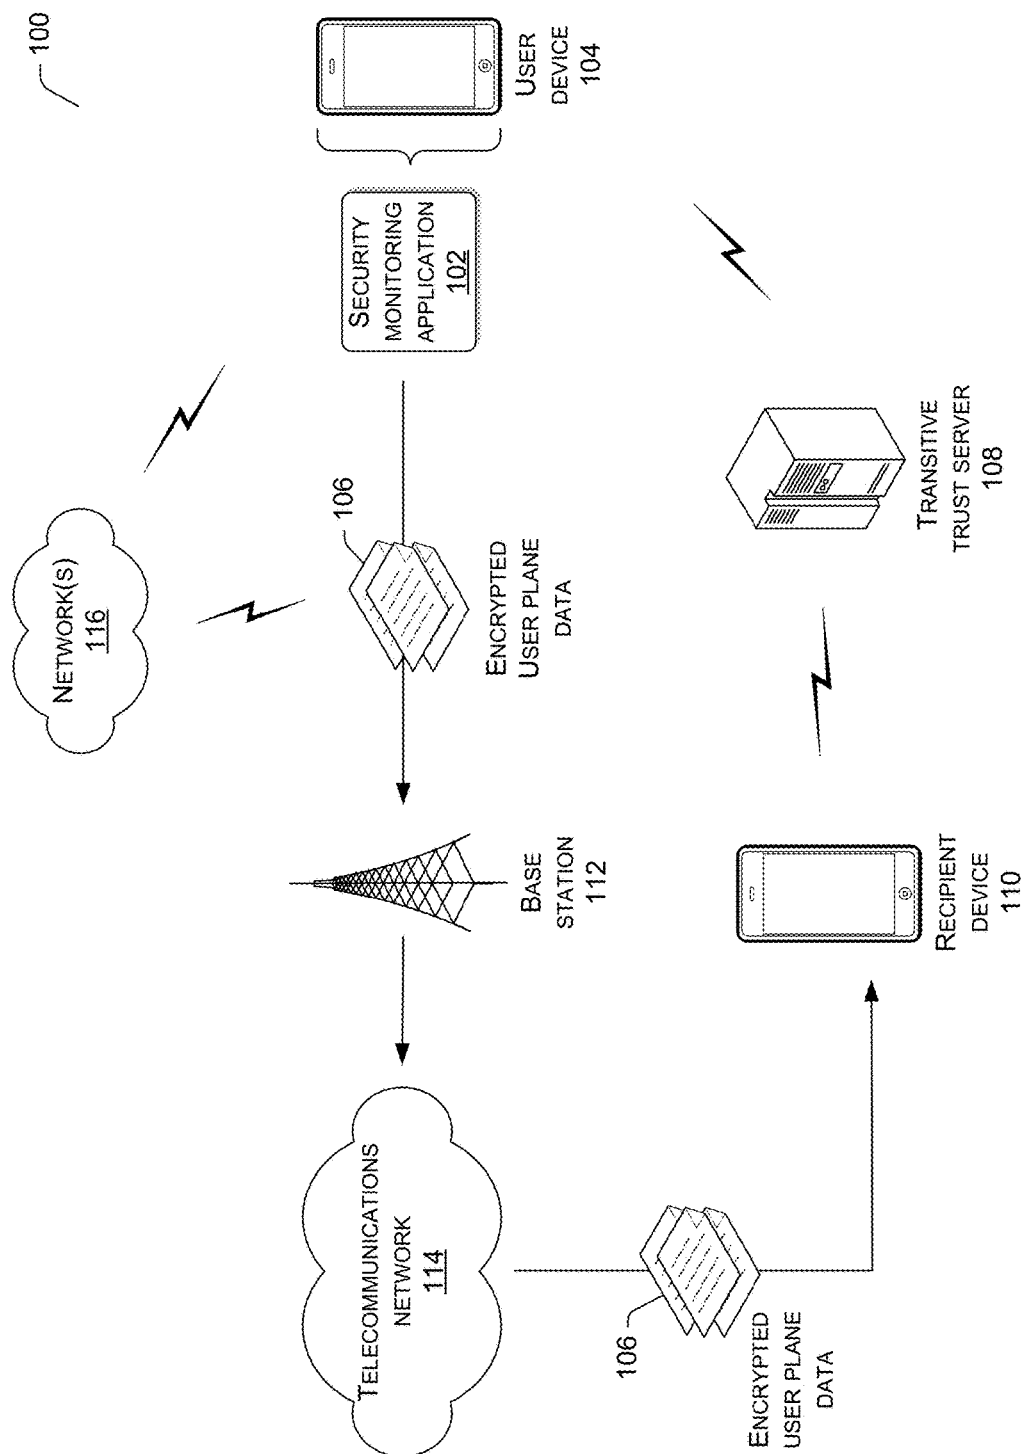 100
NETWORK(S)
116
106
TELECOMMUNICATIONS
NETWORK
114
SECURITY
MONITORING
APPLICATION
102
BASE
STATION
112
ENCRYPTED
USER PLANE
DATA
USER
DEVICE
104
106
ENCRYPTED
USER PLANE
DATA
RECIPIENT
DEVICE
110
TRANSITIVE
TRUST SERVER
108